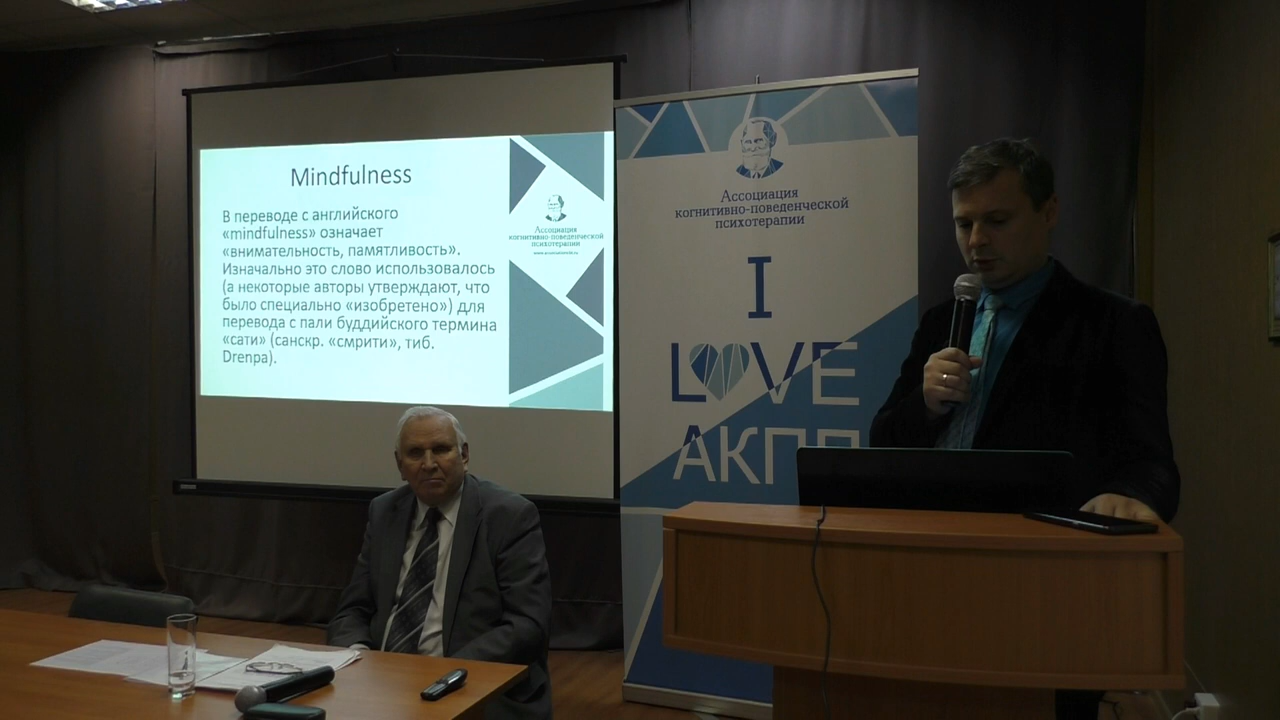 Mindfulness
В переводе с английского
«mindfulness» означает
«внимательность, памятливость».
Изначально это слово использовалось
(а некоторые авторы утверждают, что
было специально «изобретено») для
перевода с пали буддийского термина
«сати» (санскр. «смрити», тиб.
Drenpa).
Ассоциация
когнитивно-поведенческой
психотерапии
Ассоциация
когнитивно-поведенческой
психотерапии
I
LOVE
АКПП